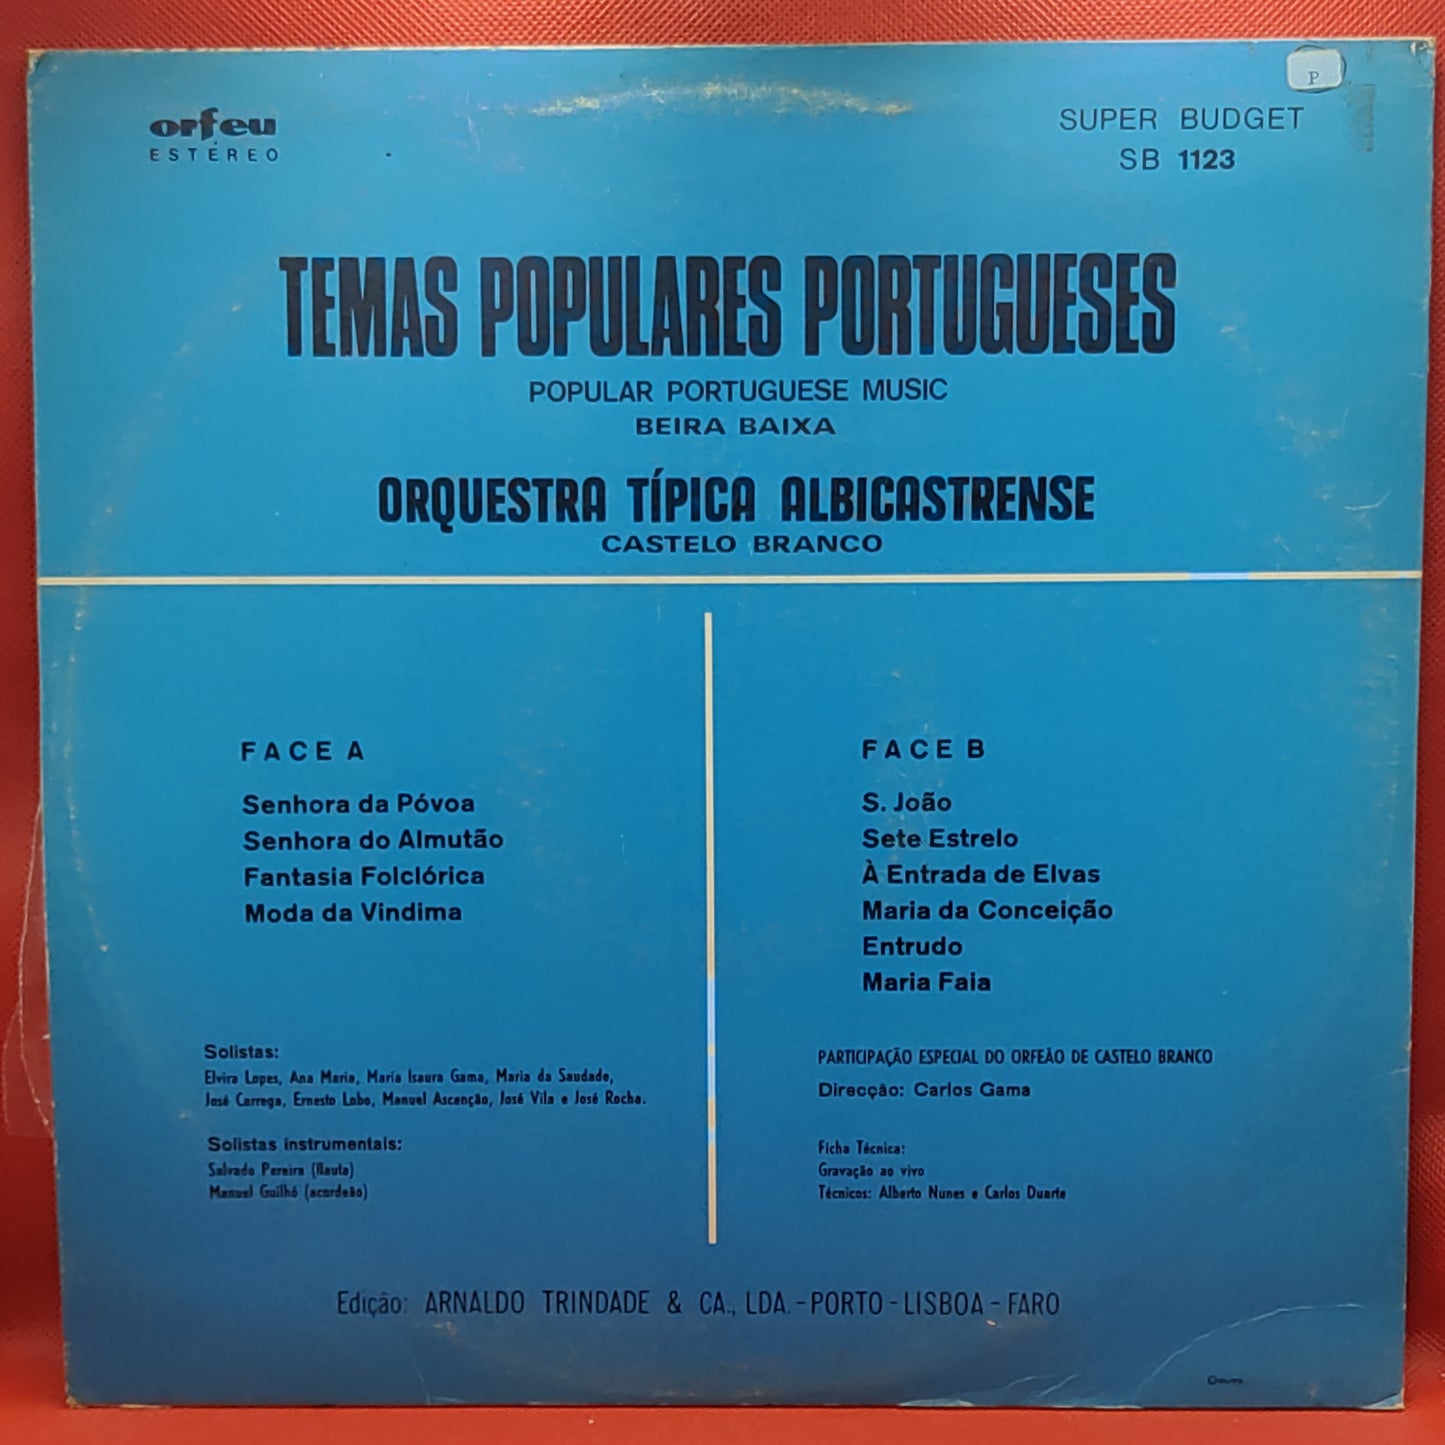 orfeu
ESTÉREO
P
SUPER BUDGET
SB 1123
TEMAS POPULARES PORTUGUESES
POPULAR PORTUGUESE MUSIC
BEIRA BAIXA
ORQUESTRA TÍPICA ALBICASTRENSE
CASTELO BRANCO
FACE A
Senhora da Póvoa
Senhora do Almutão
Fantasia Folclórica
Moda da Vindima
Solistas:
Elvira Lopes, Ana Maria, Maria Isaura Gama, Maria da Saudade,
José Carrega, Ernesto Lobo, Manuel Ascenção, José Vila e José Rocha.
Solistas instrumentais:
Salvado Pereira (flauta)
Manuel Guilhó (acordeão)
FACE B
S. João
Sete Estrelo
À Entrada de Elvas
Maria da Conceição
Entrudo
Maria Faia
PARTICIPAÇÃO ESPECIAL DO ORFEÃO DE CASTELO BRANCO
Direcção: Carlos Gama
Ficha Técnica:
Gravação ao vivo
Técnicos: Alberto Nunes e Carlos Duarte
Edição: ARNALDO TRINDADE & CA., LDA. - PORTO - LISBOA - FARO